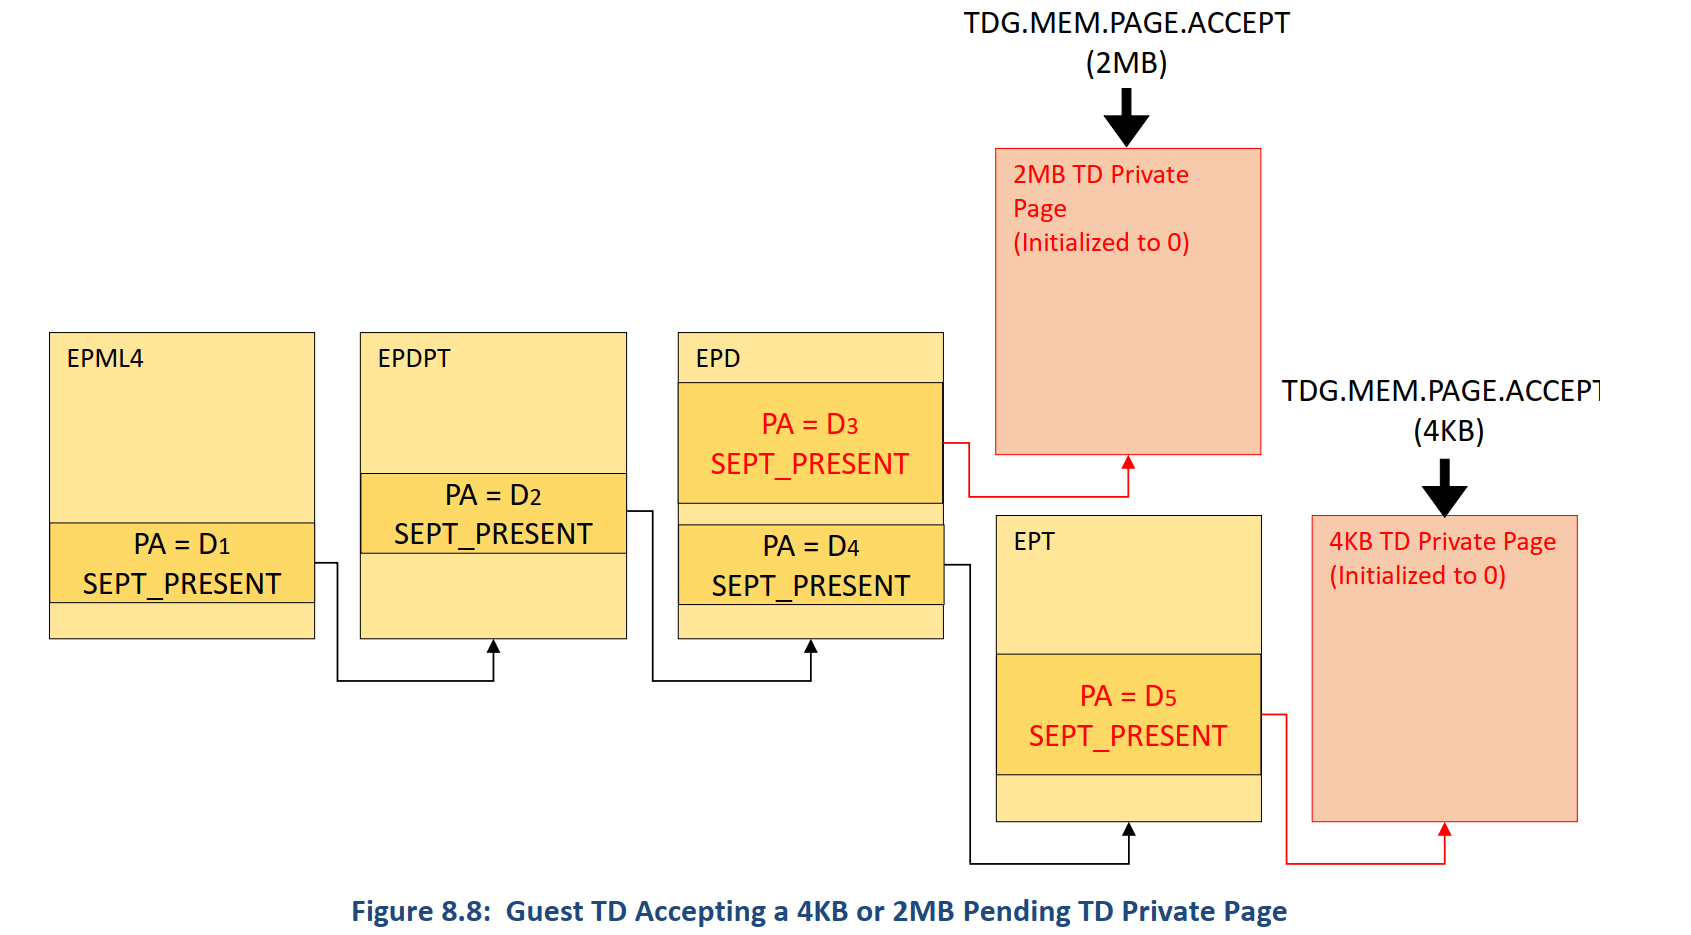 TDG.MEM.PAGE.ACCEPT
(2MB)
2MB TD Private
Page
(Initialized to 0)
EPML4
PA = D1
SEPT_PRESENT
EPDPT
PA = D2
SEPT_PRESENT
EPD
PA = D3
SEPT_PRESENT
PA = D4
SEPT_PRESENT
TDG.MEM.PAGE.ACCEPT
(4KB)
EPT
PA = D5
SEPT_PRESENT
4KB TD Private Page
(Initialized to 0)
Figure 8.8: Guest TD Accepting a 4KB or 2MB Pending TD Private Page